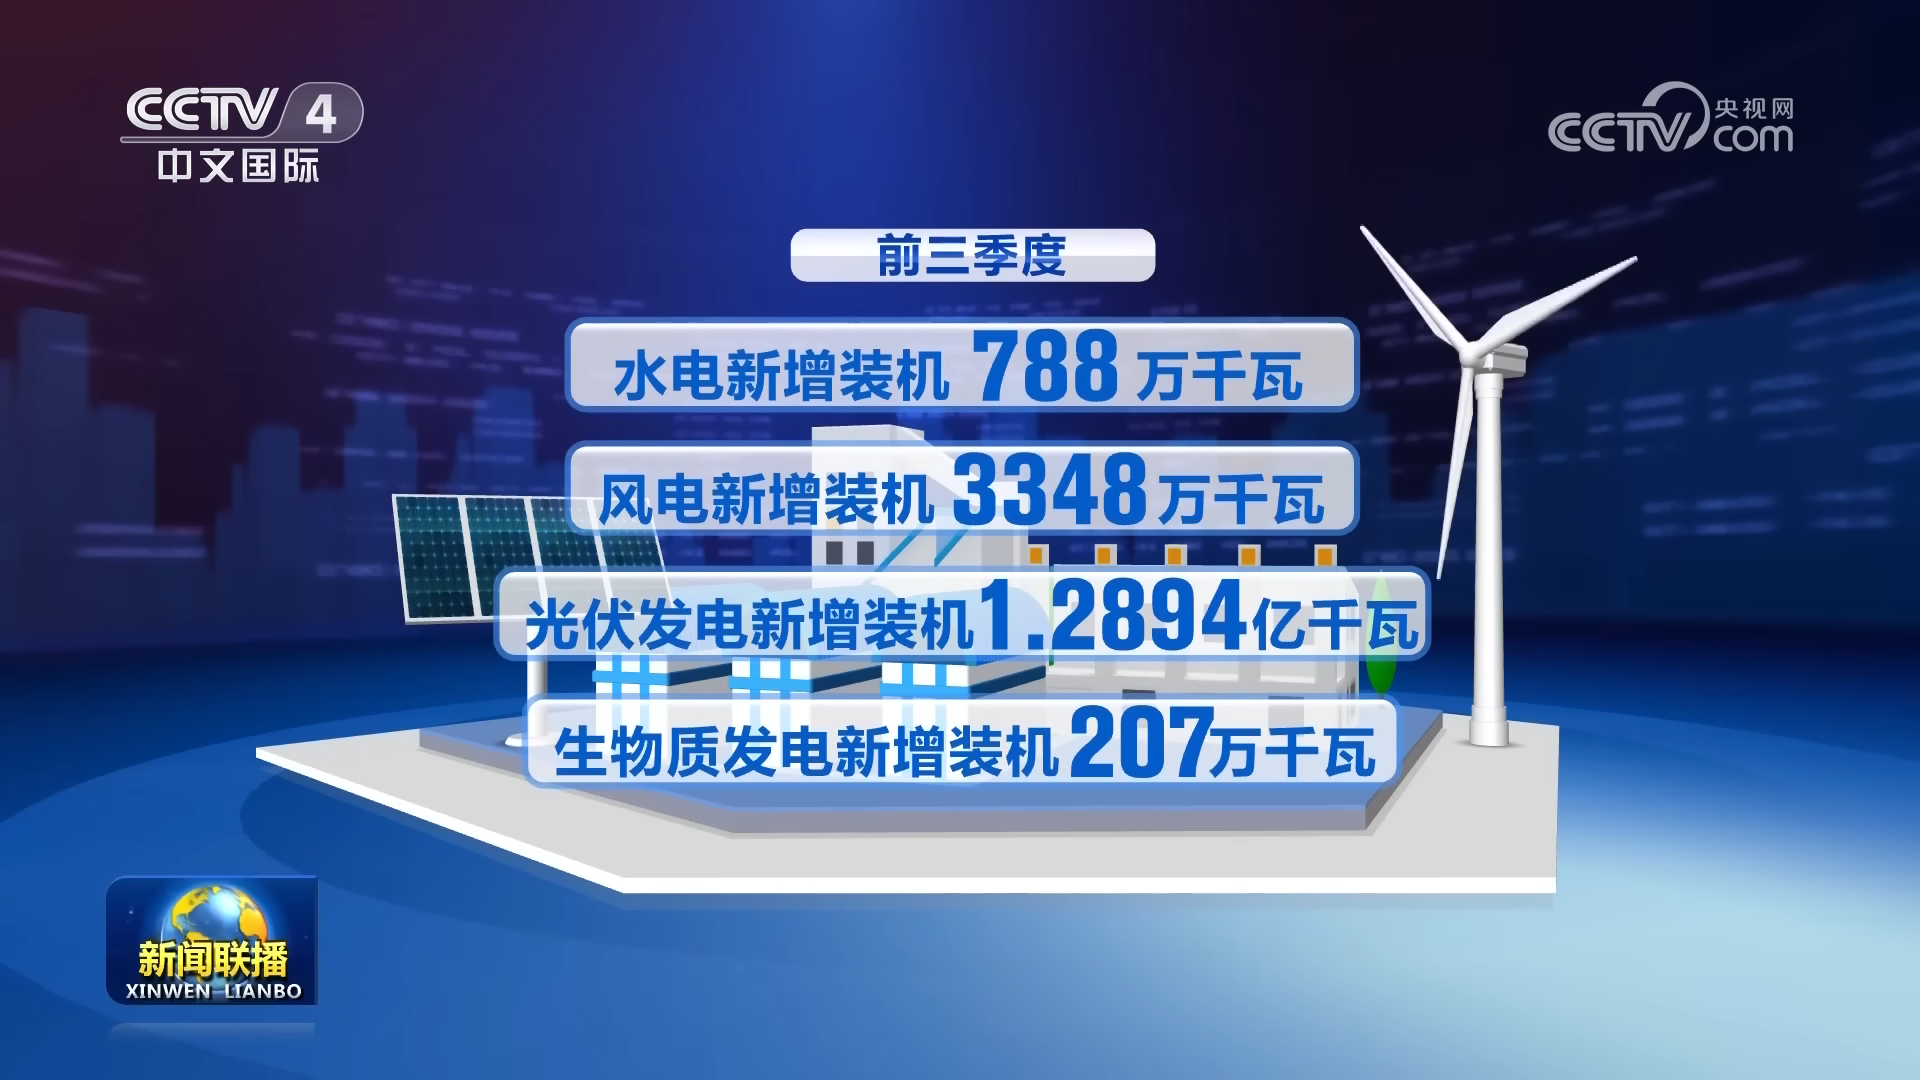 CCTV 4
中文国际
央视网
CCTV com
前三季度
水电新增装机 788 万千瓦
风电新增装机 3348 万千瓦
光伏发电新增装机 1.2894 亿千瓦
生物质发电新增装机 207 万千瓦
新闻联播
XINWEN LIANBO